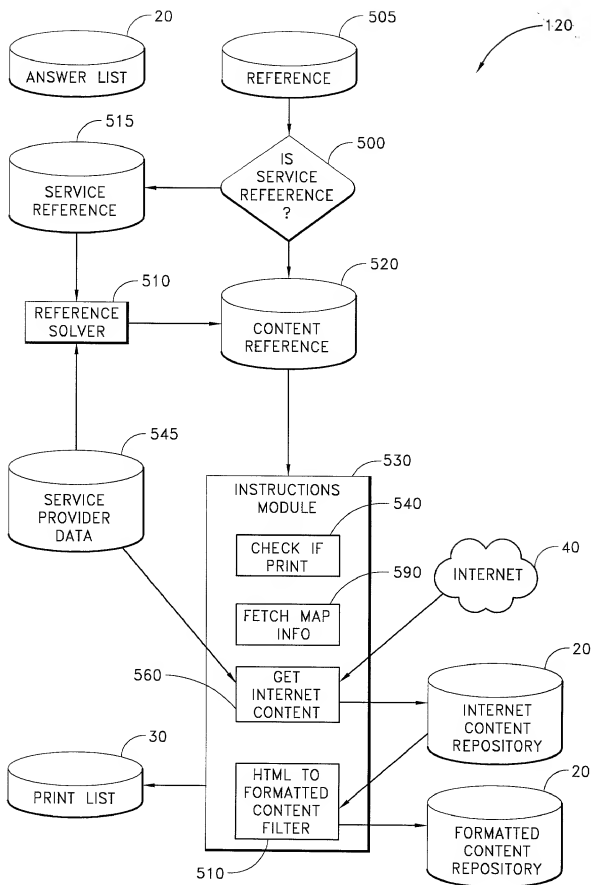 20
505
120
ANSWER LIST
REFERENCE
515
500
IS
SERVICE
REFEERENCE
?
SERVICE
REFERENCE
510
520
REFERENCE
SOLVER
CONTENT
REFERENCE
545
530
SERVICE
PROVIDER
DATA
INSTRUCTIONS
MODULE
540
CHECK IF
PRINT
40
INTERNET
590
FETCH MAP
INFO
560
GET
INTERNET
CONTENT
20
INTERNET
CONTENT
REPOSITORY
30
PRINT LIST
HTML TO
FORMATTED
CONTENT
FILTER
510
20
FORMATTED
CONTENT
REPOSITORY